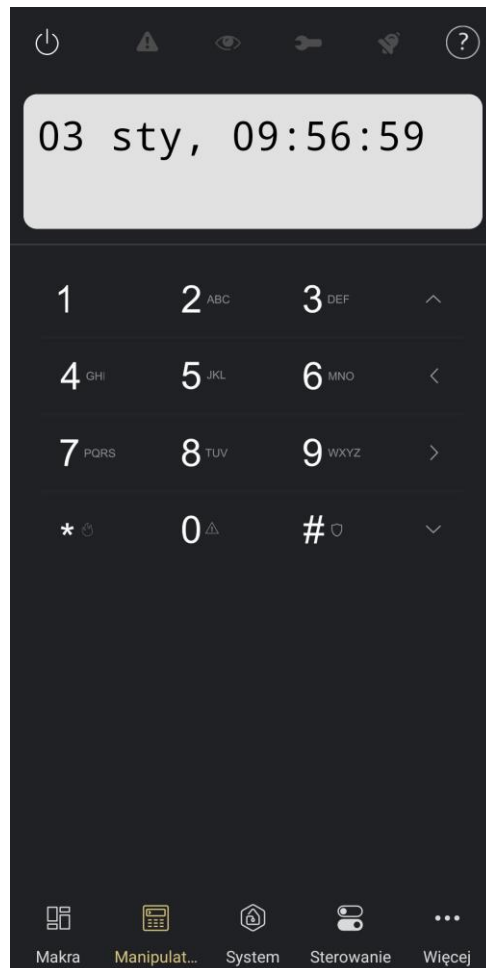 ?
03 sty, 09:56:59
1 2 ABC 3 DEF
4 GHI 5 JKL 6 MNO
7 PQRS 8 TUV 9 WXYZ
* 0 #
Makra Manipulat... System Sterowanie Więcej